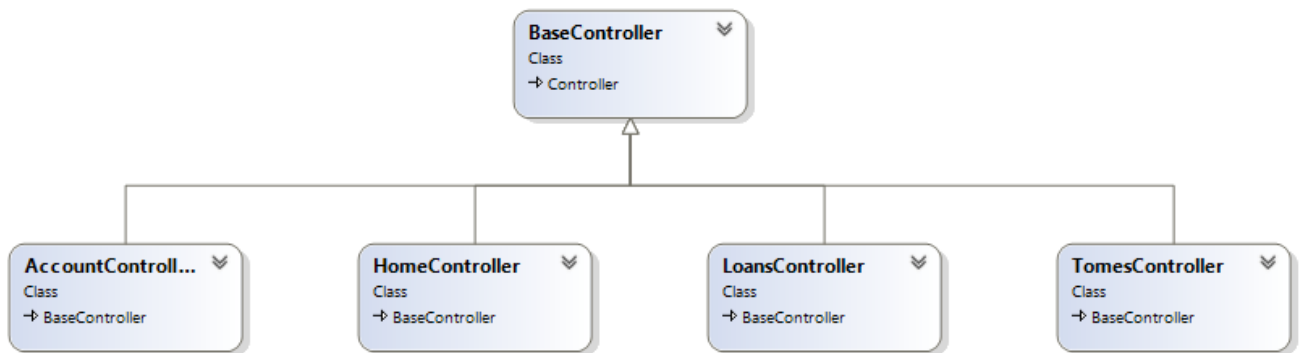 BaseController
Class
Controller
AccountControll...
Class
BaseController
HomeController
Class
BaseController
LoansController
Class
BaseController
TomesController
Class
BaseController